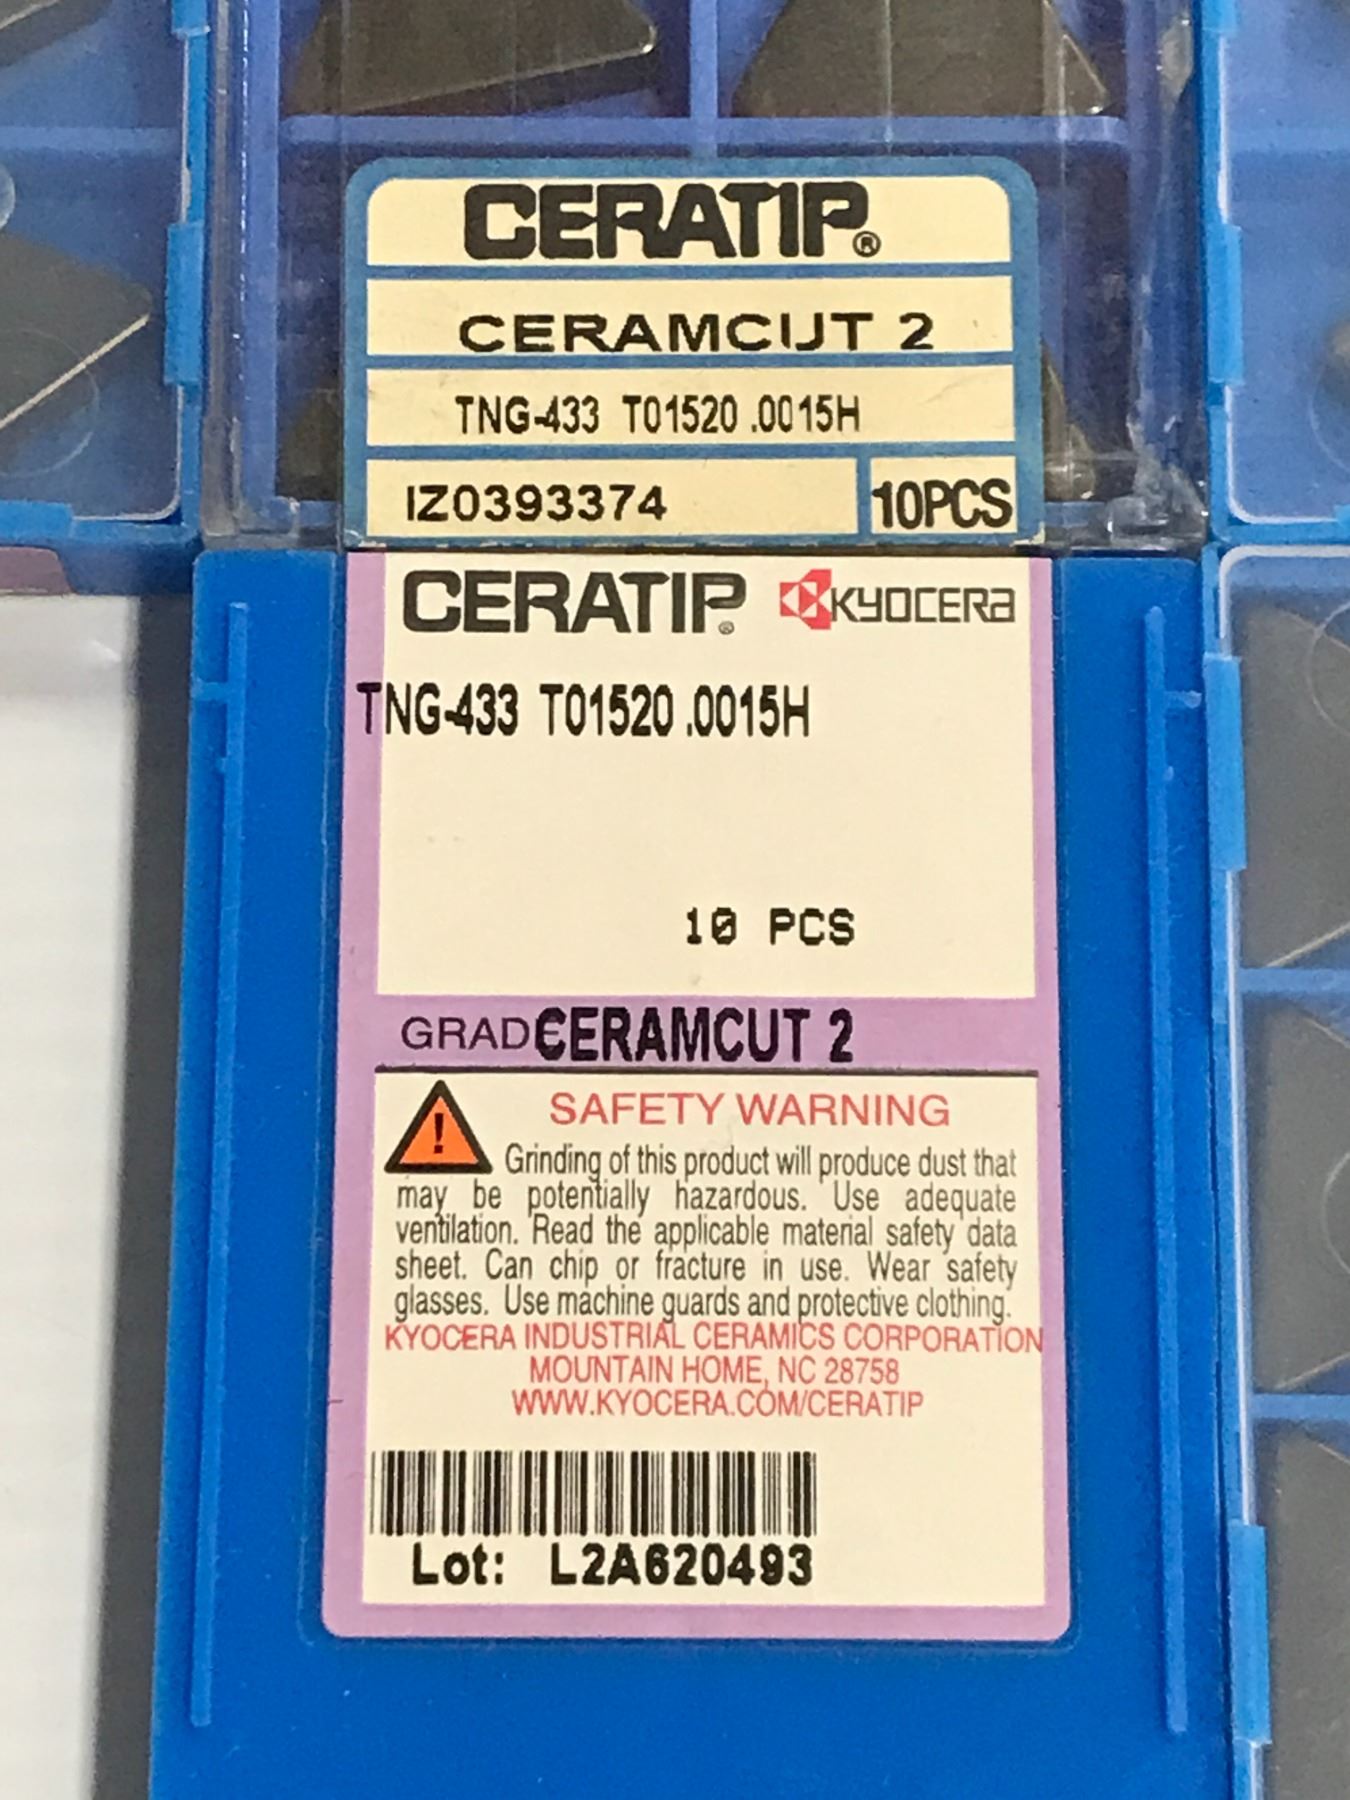 CERATIP®
CERAMCUT 2
TNG-433 T01520 .0015H
IZ0393374
10PCS
CERATIP® KYOCERA
TNG-433 T01520 .0015H
10 PCS
GRADE CERAMCUT 2
SAFETY WARNING
Grinding of this product will produce dust that
may be potentially hazardous. Use adequate
ventilation. Read the applicable material safety data
sheet. Can chip or fracture in use. Wear safety
glasses. Use machine guards and protective clothing.
KYOCERA INDUSTRIAL CERAMICS CORPORATION
MOUNTAIN HOME, NC 28758
WWW.KYOCERA.COM/CERATIP
Lot: L2A620493